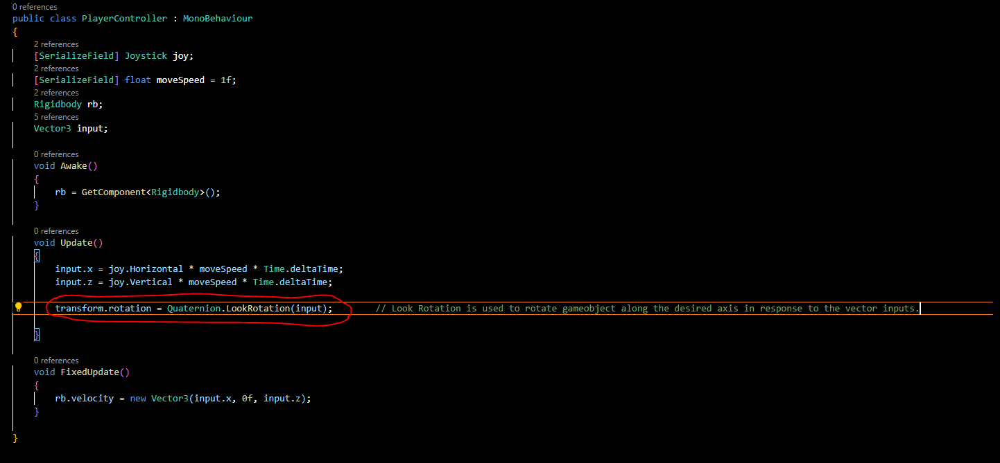 0 references
public class PlayerController : MonoBehaviour
{
2 references
[SerializeField] Joystick joy;
2 references
[SerializeField] float moveSpeed = 1f;
2 references
Rigidbody rb;
5 references
Vector3 input;
0 references
void Awake()
{
rb = GetComponent<Rigidbody>();
}
0 references
void Update()
{
input.x = joy.Horizontal * moveSpeed * Time.deltaTime;
input.z = joy.Vertical * moveSpeed * Time.deltaTime;
transform.rotation = Quaternion.LookRotation(input); // Look Rotation is used to rotate gameobject along the desired axis in response to the vector inputs.
}
0 references
void FixedUpdate()
{
rb.velocity = new Vector3(input.x, 0f, input.z);
}
}